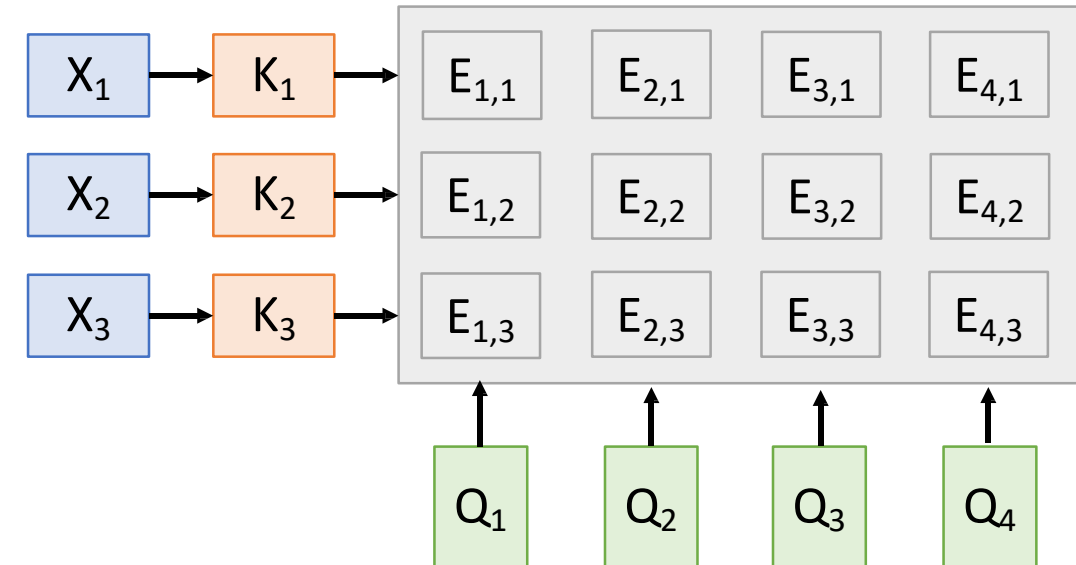 X₁ K₁ E₁,₁ E₂,₁ E₃,₁ E₄,₁
X₂ K₂ E₁,₂ E₂,₂ E₃,₂ E₄,₂
X₃ K₃ E₁,₃ E₂,₃ E₃,₃ E₄,₃
Q₁ Q₂ Q₃ Q₄